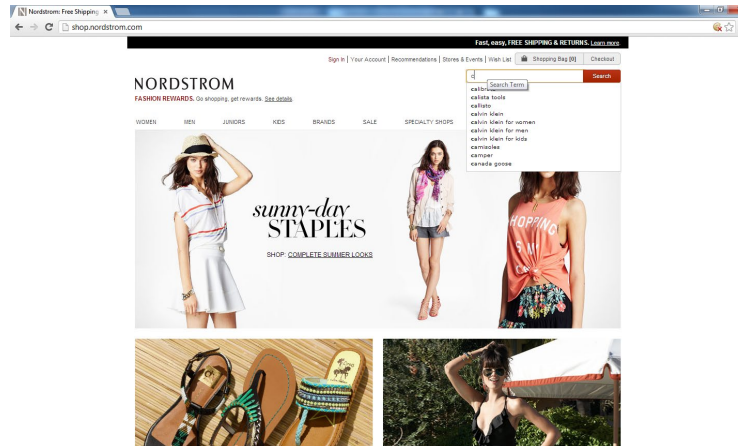 Nordstrom: Free Shipping
shop.nordstrom.com
Fast, easy, FREE SHIPPING & RETURNS. Learn more.
Sign In | Your Account | Recommendations | Stores & Events | Wish List
Shopping Bag [0]
Checkout
c
Search
Search Term
NORDSTROM
FASHION REWARDS. Go shopping, get rewards. See details.
calista tools
callisto
calvin klein
calvin klein for women
calvin klein for men
calvin klein for kids
camisoles
camper
canada goose
WOMEN MEN JUNIORS KIDS BRANDS SALE SPECIALTY SHOPS
sunny-day
STAPLES
SHOP: COMPLETE SUMMER LOOKS